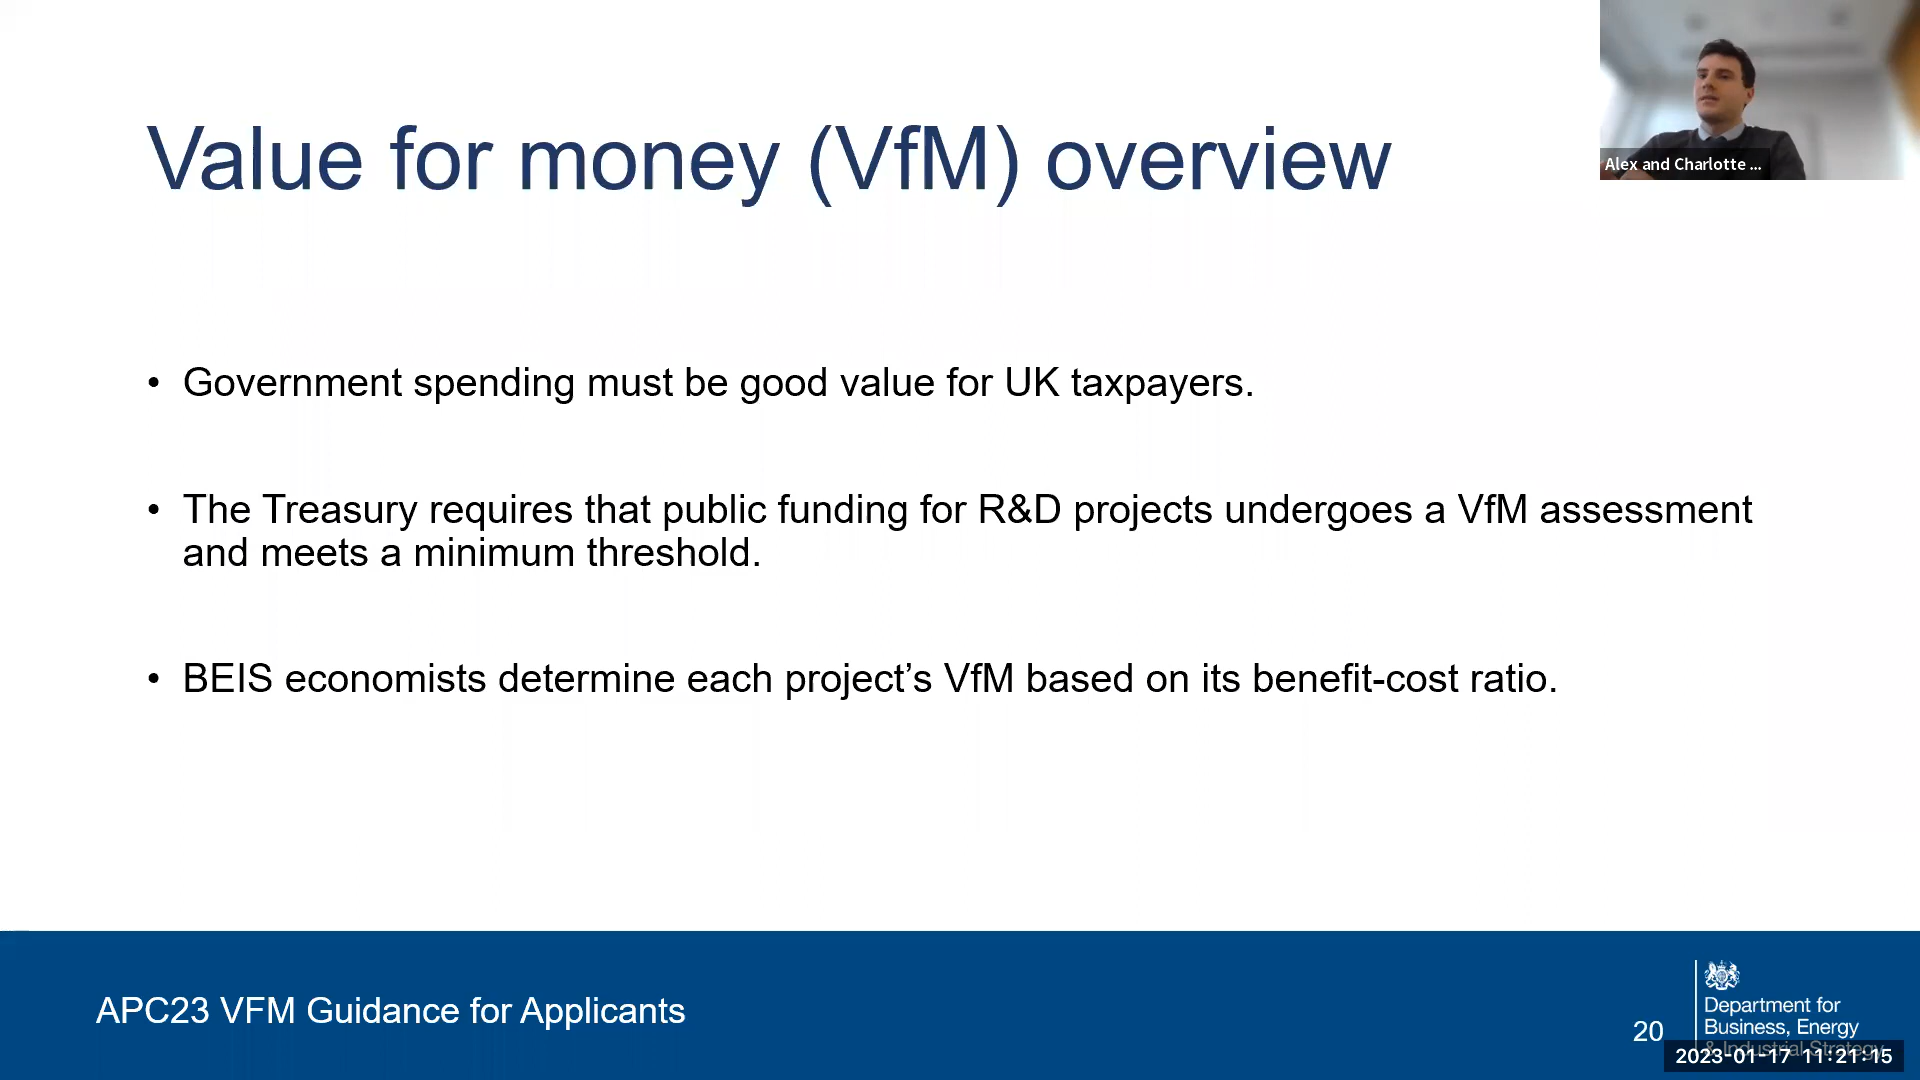 Alex and Charlotte ...
Value for money (VfM) overview
• Government spending must be good value for UK taxpayers.
• The Treasury requires that public funding for R&D projects undergoes a VfM assessment
and meets a minimum threshold.
• BEIS economists determine each project’s VfM based on its benefit-cost ratio.
APC23 VFM Guidance for Applicants
20
Department for
Business, Energy
& Industrial Strategy
2023-01-17 11:21:15